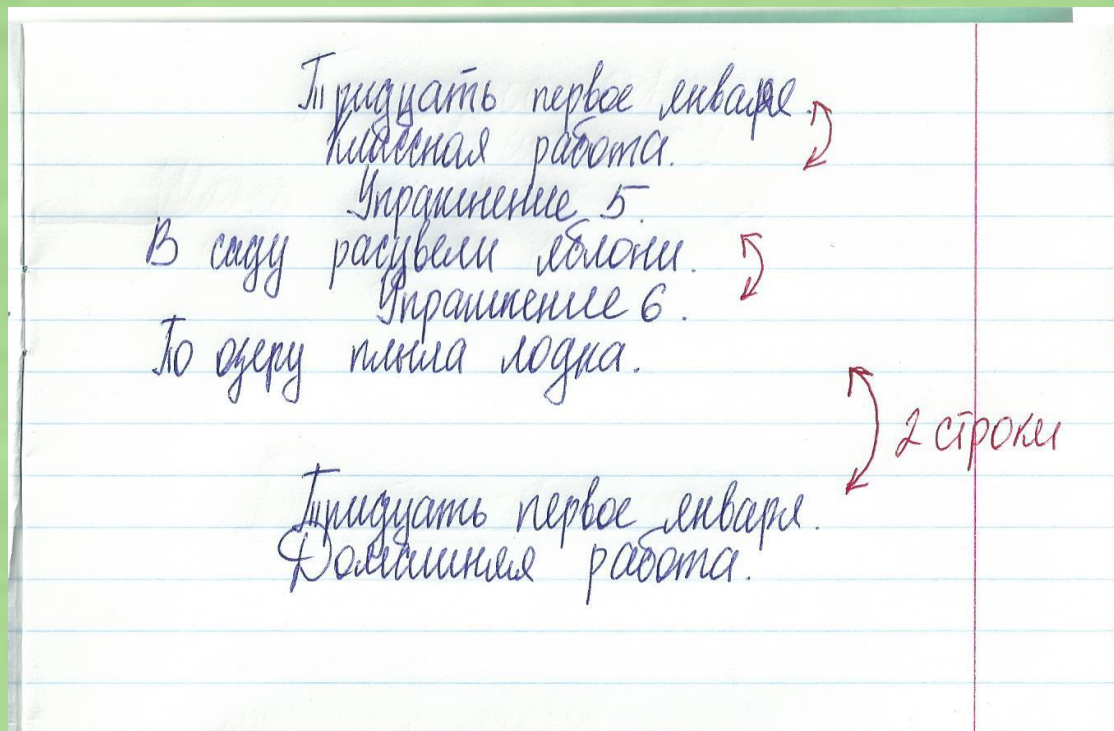 Тридцать первое января.
Классная работа.
Упражнение 5.
В саду расцвели яблони.
Упражнение 6.
По озеру плыла лодка.
2 строки
Тридцать первое января.
Домашняя работа.